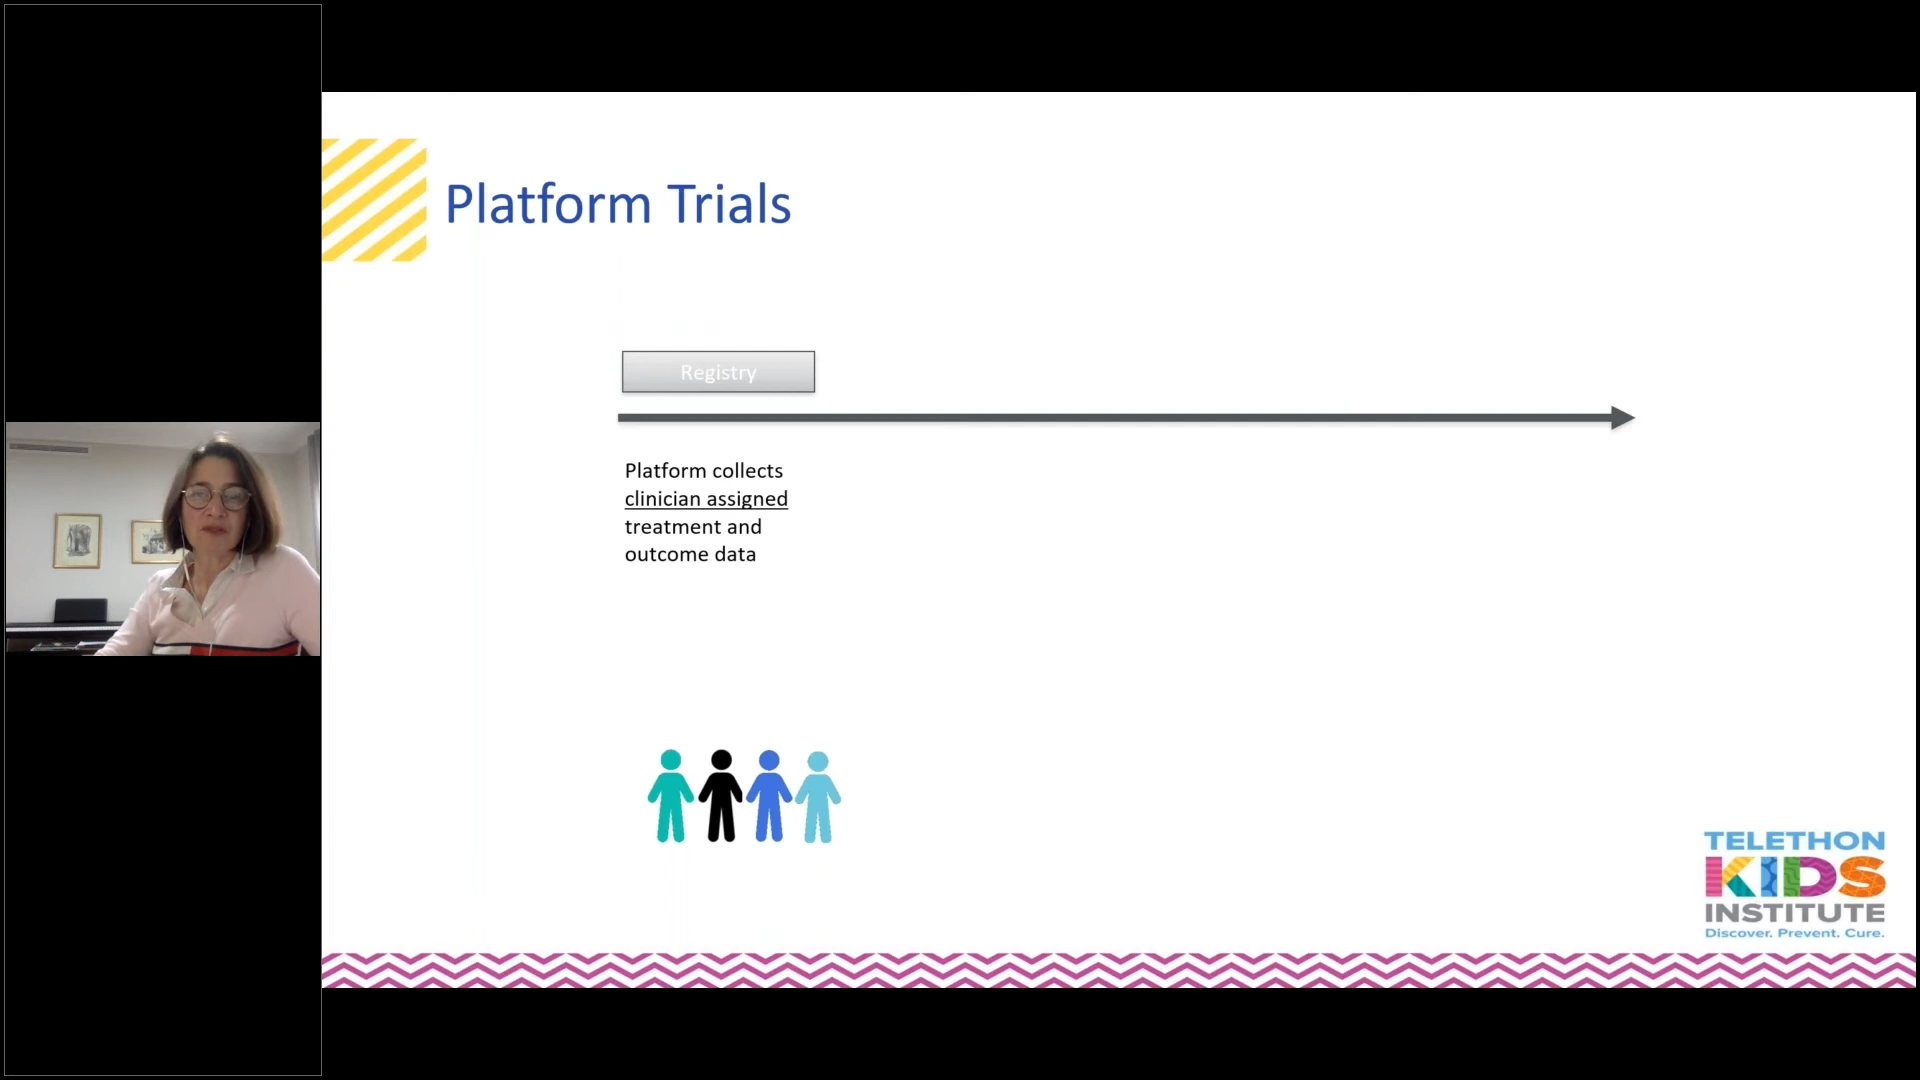 Platform Trials
Registry
Platform collects
clinician assigned
treatment and
outcome data
TELETHON
KIDS
INSTITUTE
Discover. Prevent. Cure.